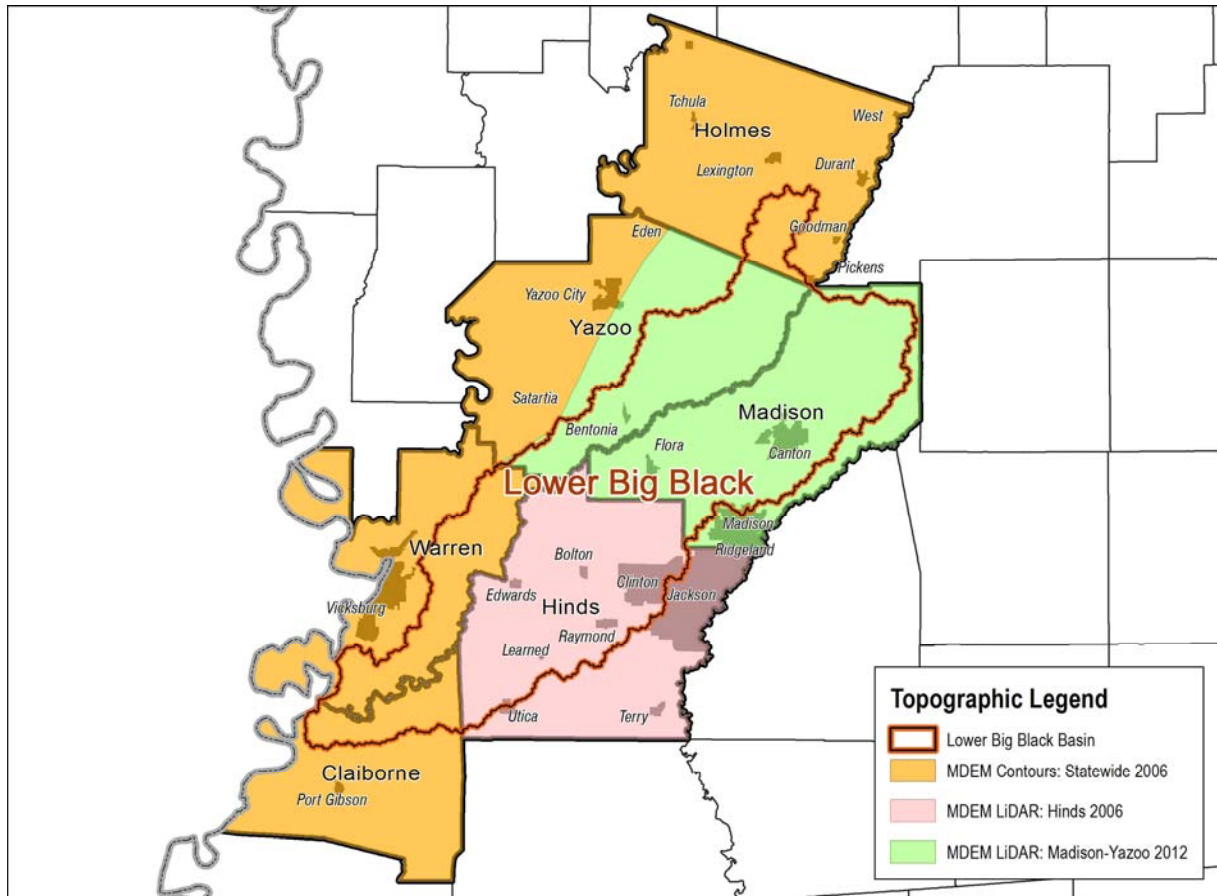 Tchula
West
Holmes
Lexington
Durant
Goodman
Eden
Pickens
Yazoo City
Yazoo
Satartia
Madison
Bentonia
Flora
Canton
Lower Big Black
Madison
Ridgeland
Warren
Bolton
Clinton
Edwards
Jackson
Vicksburg
Hinds
Raymond
Learned
Utica
Terry
Claiborne
Port Gibson
Topographic Legend
Lower Big Black Basin
MDEM Contours: Statewide 2006
MDEM LiDAR: Hinds 2006
MDEM LiDAR: Madison-Yazoo 2012